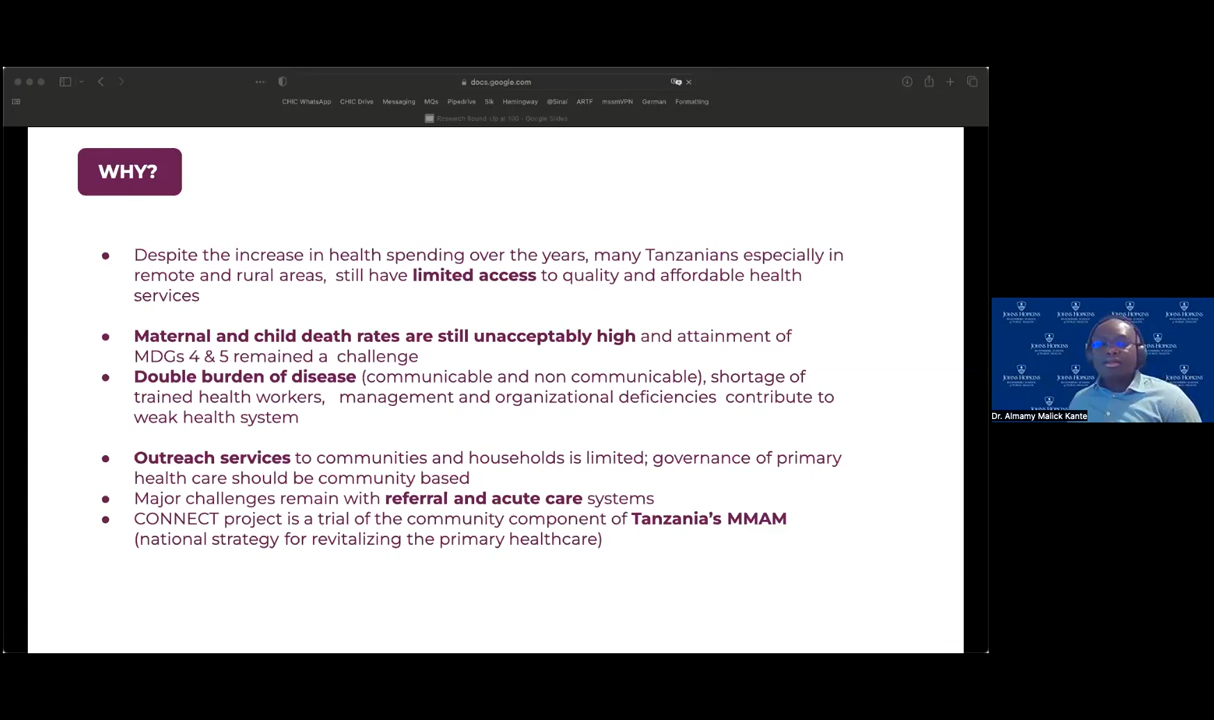 docs.google.com
CHIC WhatsApp CHIC Drive Messaging MQs Pipedrive Slk Hemingway @Sinai ARTF mssmVPN German Formatting
Google Slides
WHY?
● Despite the increase in health spending over the years, many Tanzanians especially in
remote and rural areas, still have limited access to quality and affordable health
services
● Maternal and child death rates are still unacceptably high and attainment of
MDGs 4 & 5 remained a challenge
● Double burden of disease (communicable and non communicable), shortage of
trained health workers, management and organizational deficiencies contribute to
weak health system
● Outreach services to communities and households is limited; governance of primary
health care should be community based
● Major challenges remain with referral and acute care systems
● CONNECT project is a trial of the community component of Tanzania's MMAM
(national strategy for revitalizing the primary healthcare)
JOHNS HOPKINS
Dr. Almamy Malick Kante